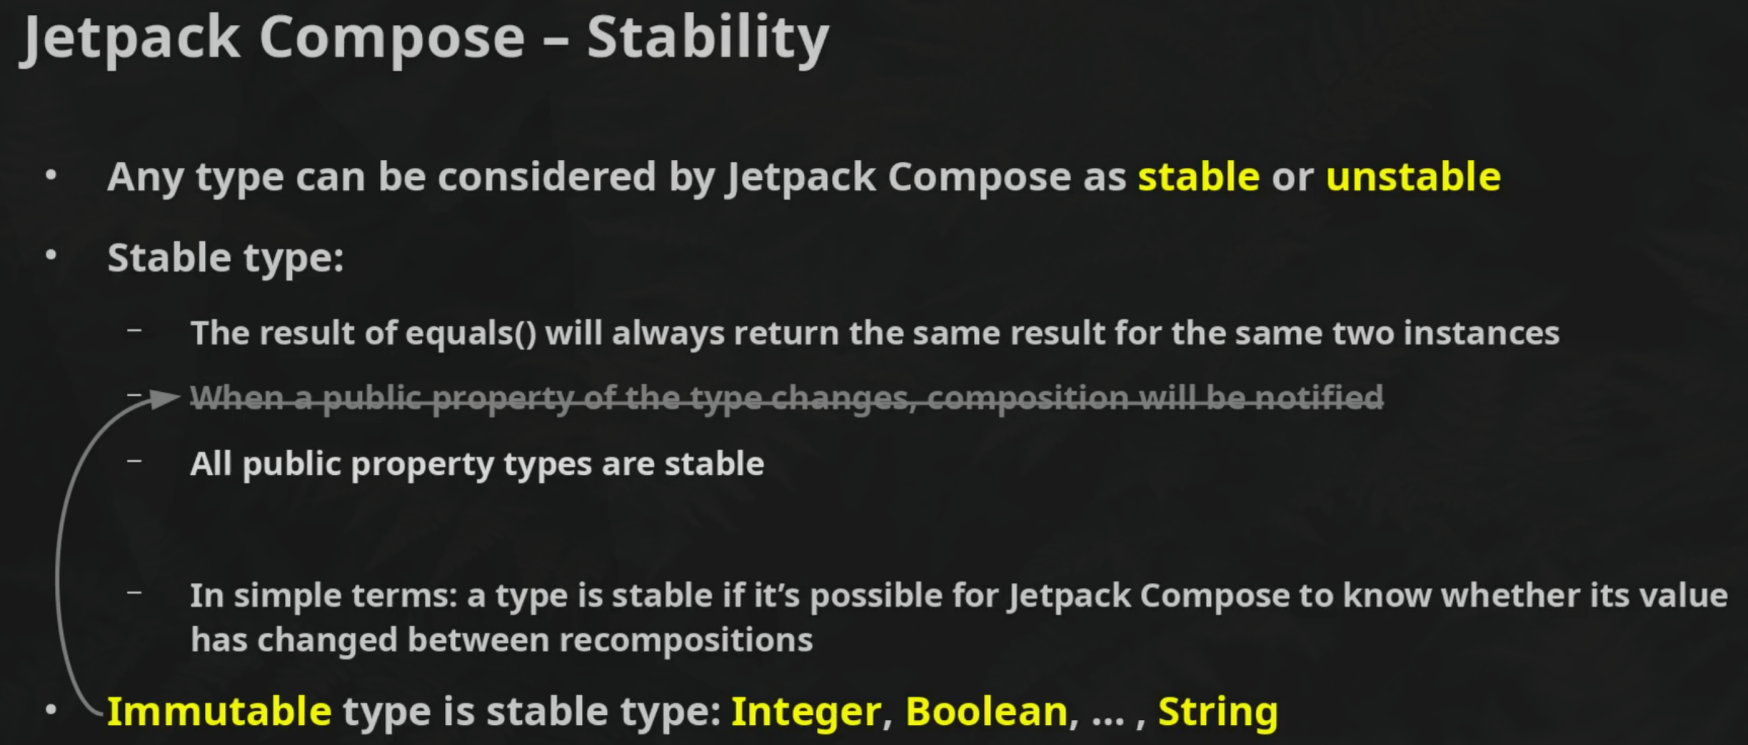 Jetpack Compose – Stability
• Any type can be considered by Jetpack Compose as stable or unstable
• Stable type:
– The result of equals() will always return the same result for the same two instances
– When a public property of the type changes, composition will be notified
– All public property types are stable
– In simple terms: a type is stable if it’s possible for Jetpack Compose to know whether its value
has changed between recompositions
• Immutable type is stable type: Integer, Boolean, ... , String